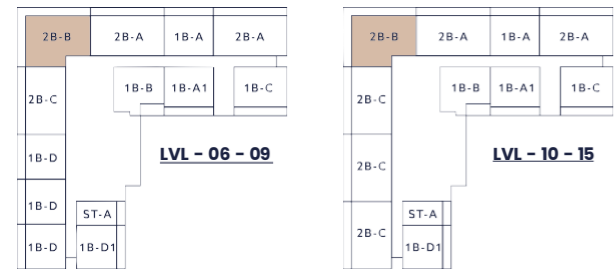 2B-B 2B-A 1B-A 2B-A
2B-C 1B-B 1B-A1 1B-C
1B-D
LVL - 06 - 09
1B-D ST-A
1B-D 1B-D1
2B-B 2B-A 1B-A 2B-A
2B-C 1B-B 1B-A1 1B-C
2B-C
LVL - 10 - 15
2B-C ST-A
1B-D1